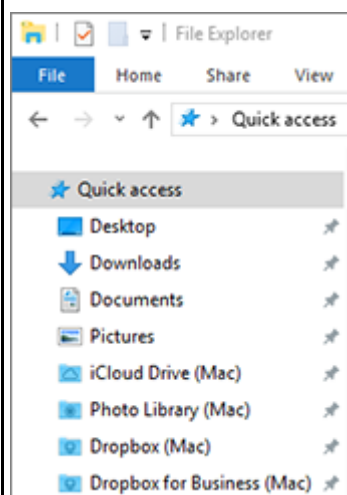 File Explorer
File Home Share View
Quick access
Quick access
Desktop
Downloads
Documents
Pictures
iCloud Drive (Mac)
Photo Library (Mac)
Dropbox (Mac)
Dropbox for Business (Mac)